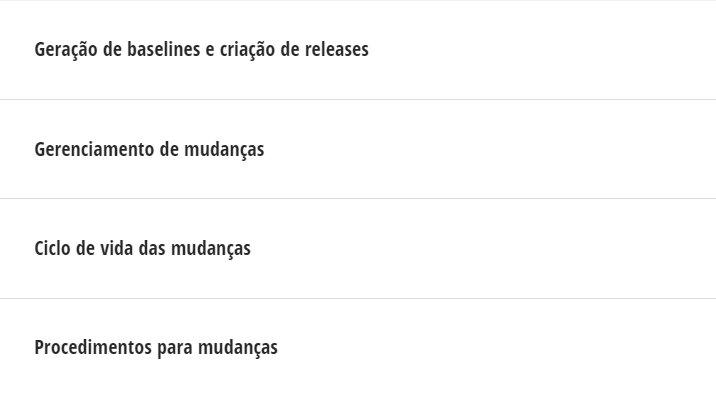 Geração de baselines e criação de releases
Gerenciamento de mudanças
Ciclo de vida das mudanças
Procedimentos para mudanças